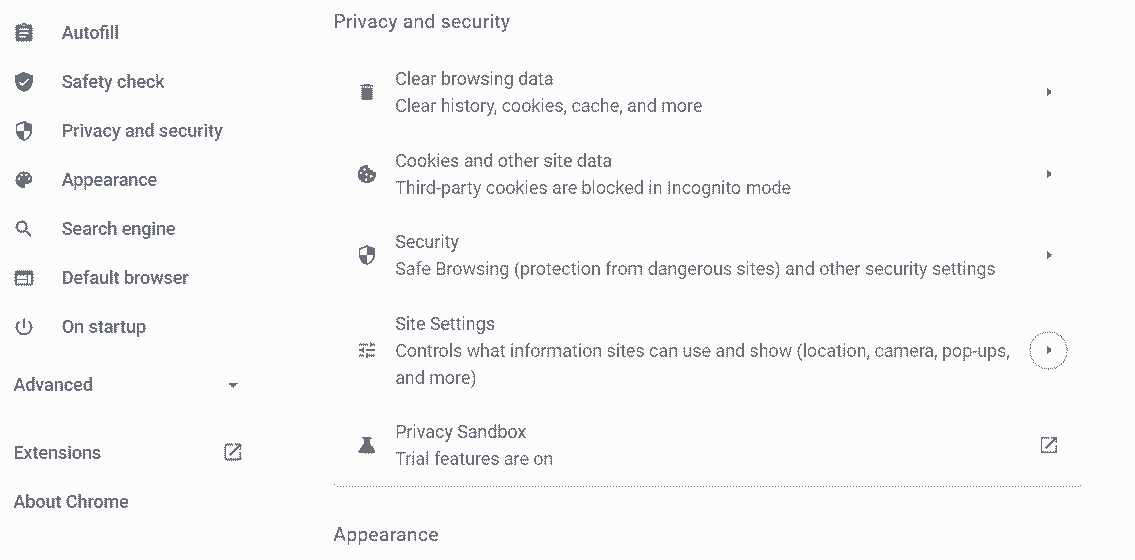 Autofill
Safety check
Privacy and security
Appearance
Search engine
Default browser
On startup
Advanced
Extensions
About Chrome
Privacy and security
Clear browsing data
Clear history, cookies, cache, and more
Cookies and other site data
Third-party cookies are blocked in Incognito mode
Security
Safe Browsing (protection from dangerous sites) and other security settings
Site Settings
Controls what information sites can use and show (location, camera, pop-ups,
and more)
Privacy Sandbox
Trial features are on
Appearance